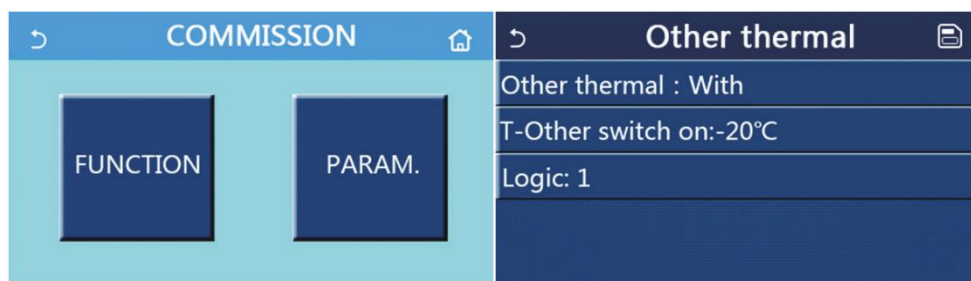 COMMISSION
FUNCTION
PARAM.
Other thermal
Other thermal : With
T-Other switch on:-20℃
Logic: 1